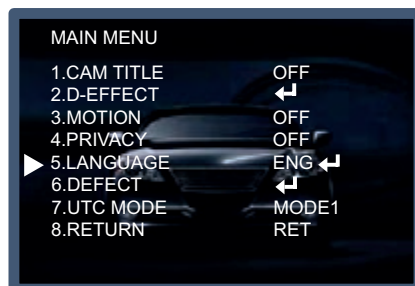 MAIN MENU
1.CAM TITLE OFF
2.D-EFFECT ↵
3.MOTION OFF
4.PRIVACY OFF
5.LANGUAGE ENG ↵
6.DEFECT ↵
7.UTC MODE MODE1
8.RETURN RET